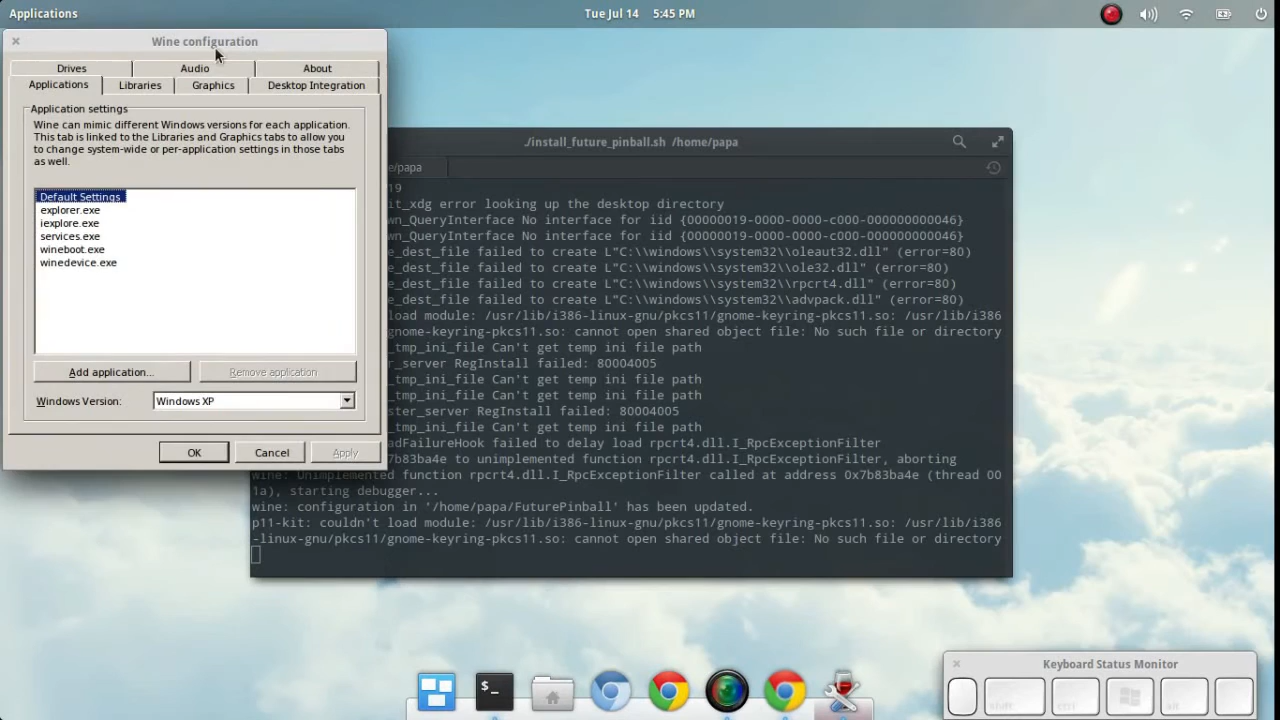 Applications
Tue Jul 14 5:45 PM
Wine configuration
Drives
Audio
About
Applications
Libraries
Graphics
Desktop Integration
Application settings
Wine can mimic different Windows versions for each application.
This tab is linked to the Libraries and Graphics tabs to allow you
to change system-wide or per-application settings in those tabs
as well.
Default Settings
explorer.exe
iexplore.exe
services.exe
wineboot.exe
winedevice.exe
Add application...
Remove application
Windows Version:
Windows XP
OK
Cancel
Apply
./install_future_pinball.sh /home/papa
e/papa
19
it_xdg error looking up the desktop directory
wn_QueryInterface No interface for iid {00000019-0000-0000-c000-000000000046}
wn_QueryInterface No interface for iid {00000019-0000-0000-c000-000000000046}
e_dest_file failed to create L"C:\\windows\\system32\\oleaut32.dll" (error=80)
e_dest_file failed to create L"C:\\windows\\system32\\ole32.dll" (error=80)
e_dest_file failed to create L"C:\\windows\\system32\\rpcrt4.dll" (error=80)
e_dest_file failed to create L"C:\\windows\\system32\\advpack.dll" (error=80)
load module: /usr/lib/i386-linux-gnu/pkcs11/gnome-keyring-pkcs11.so: /usr/lib/i386
gnome-keyring-pkcs11.so: cannot open shared object file: No such file or directory
_tmp_ini_file Can't get temp ini file path
r_server RegInstall failed: 80004005
_tmp_ini_file Can't get temp ini file path
_tmp_ini_file Can't get temp ini file path
ster_server RegInstall failed: 80004005
_tmp_ini_file Can't get temp ini file path
adFailureHook failed to delay load rpcrt4.dll.I_RpcExceptionFilter
x7b83ba4e to unimplemented function rpcrt4.dll.I_RpcExceptionFilter, aborting
wine: Unimplemented function rpcrt4.dll.I_RpcExceptionFilter called at address 0x7b83ba4e (thread 00
1a), starting debugger...
wine: configuration in '/home/papa/FuturePinball' has been updated.
p11-kit: couldn't load module: /usr/lib/i386-linux-gnu/pkcs11/gnome-keyring-pkcs11.so: /usr/lib/i386
-linux-gnu/pkcs11/gnome-keyring-pkcs11.so: cannot open shared object file: No such file or directory
>_
Keyboard Status Monitor
shift
ctrl
alt